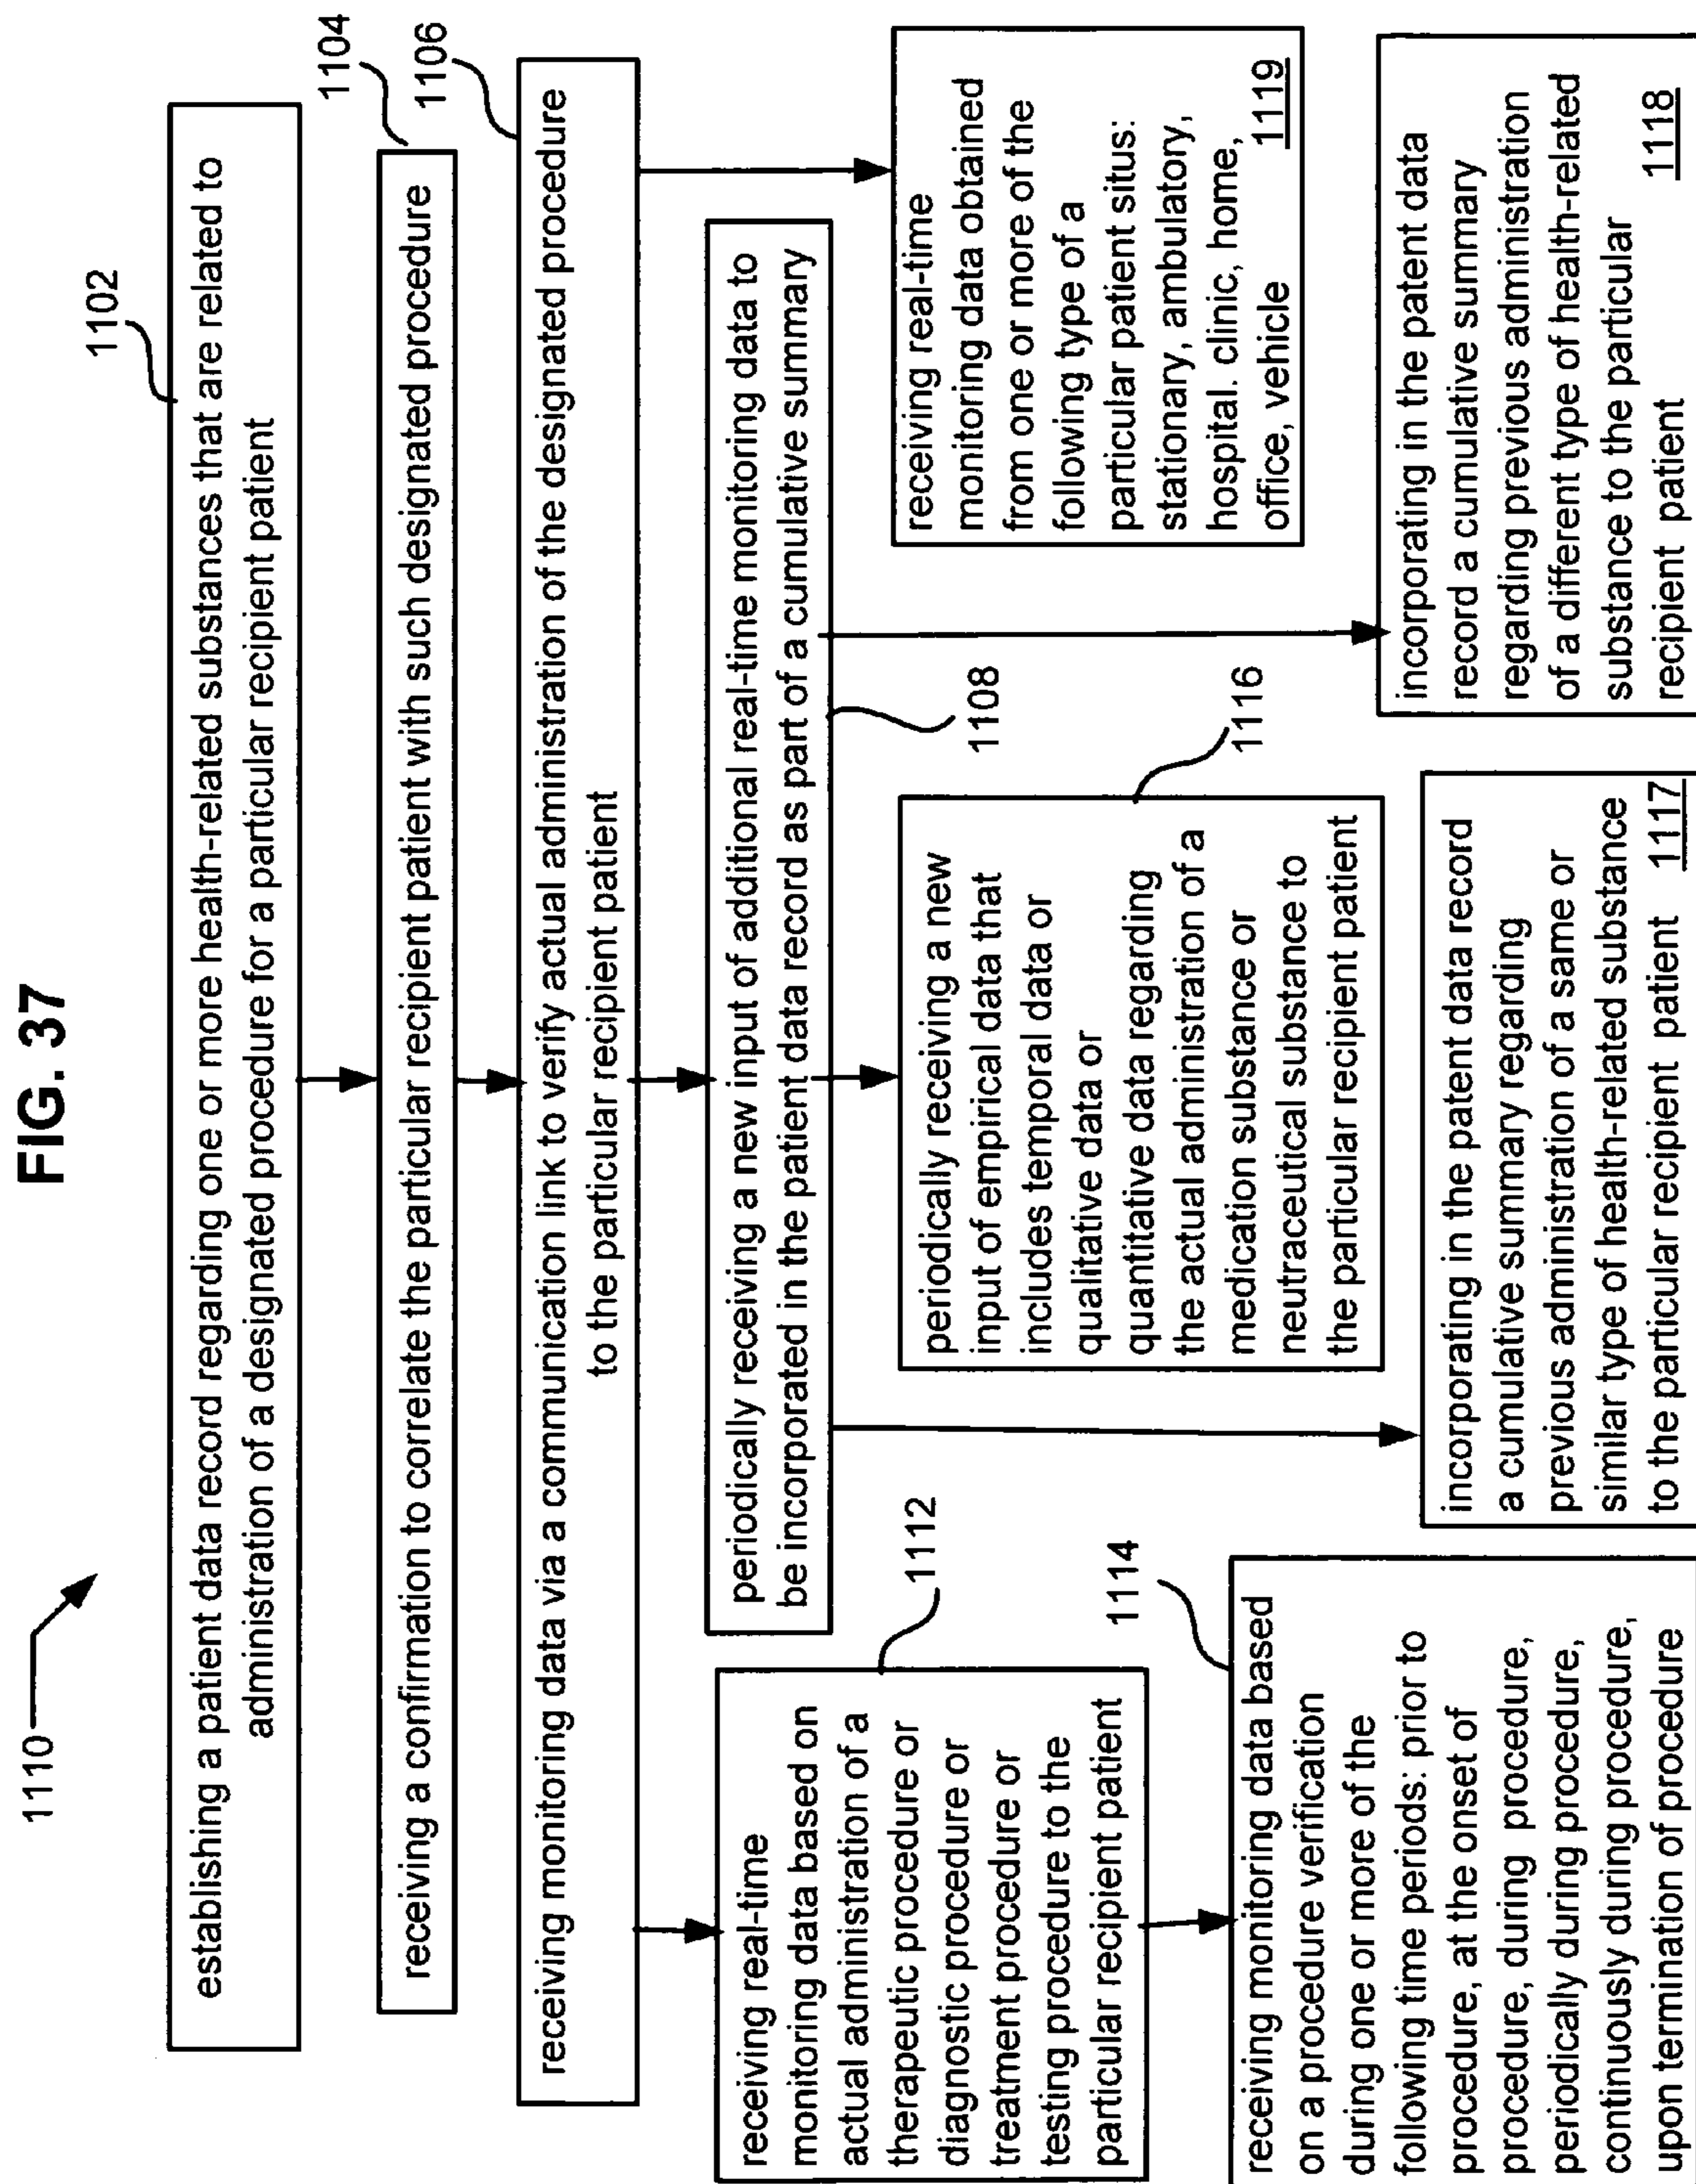 FIG. 37
1110
1102
establishing a patient data record regarding one or more health-related substances that are related to
administration of a designated procedure for a particular recipient patient
1104
receiving a confirmation to correlate the particular recipient patient with such designated procedure
1106
receiving monitoring data via a communication link to verify actual administration of the designated procedure
to the particular recipient patient
periodically receiving a new input of additional real-time monitoring data to
be incorporated in the patient data record as part of a cumulative summary
1108
1112
receiving real-time
monitoring data based on
actual administration of a
therapeutic procedure or
diagnostic procedure or
treatment procedure or
testing procedure to the
particular recipient patient
1114
receiving monitoring data based
on a procedure verification
during one or more of the
following time periods: prior to
procedure, at the onset of
procedure, during procedure,
periodically during procedure,
continuously during procedure,
upon termination of procedure
periodically receiving a new
input of empirical data that
includes temporal data or
qualitative data or
quantitative data regarding
the actual administration of a
medication substance or
neutraceutical substance to
the particular recipient patient
1116
incorporating in the patent data record
a cumulative summary regarding
previous administration of a same or
similar type of health-related substance
to the particular recipient patient 1117
receiving real-time
monitoring data obtained
from one or more of the
following type of a
particular patient situs:
stationary, ambulatory,
hospital. clinic, home,
office, vehicle 1119
incorporating in the patent data
record a cumulative summary
regarding previous administration
of a different type of health-related
substance to the particular
recipient patient 1118